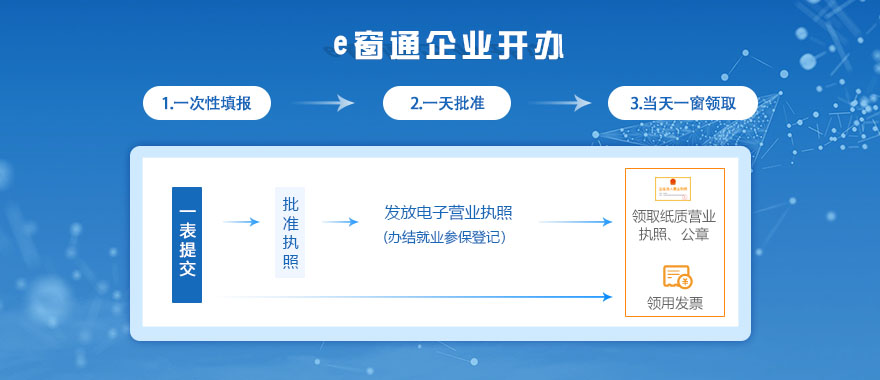 e窗通企业开办
1.一次性填报
2.一天批准
3.当天一窗领取
一表提交
批准执照
发放电子营业执照
(办结就业参保登记)
领取纸质营业
执照、公章
领用发票